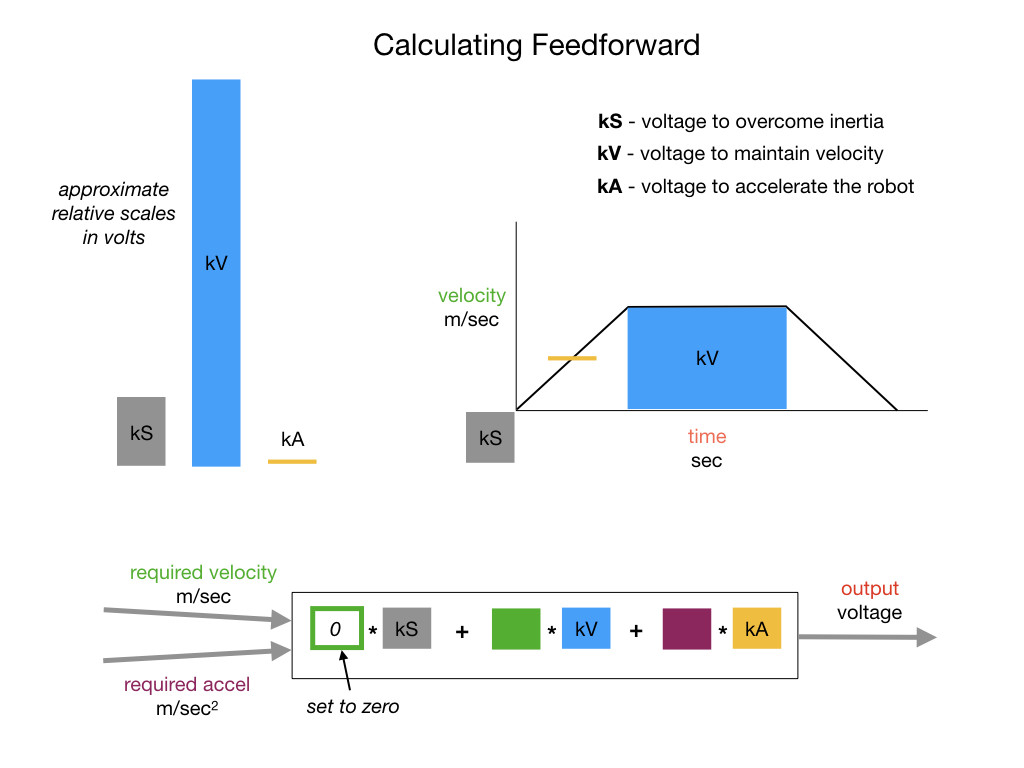 Calculating Feedforward
kS - voltage to overcome inertia
kV - voltage to maintain velocity
kA - voltage to accelerate the robot
approximate
relative scales
in volts
kV
kS
kA
velocity
m/sec
kV
kS
time
sec
required velocity
m/sec
required accel
m/sec²
0 * kS + * kV + * kA
set to zero
output
voltage